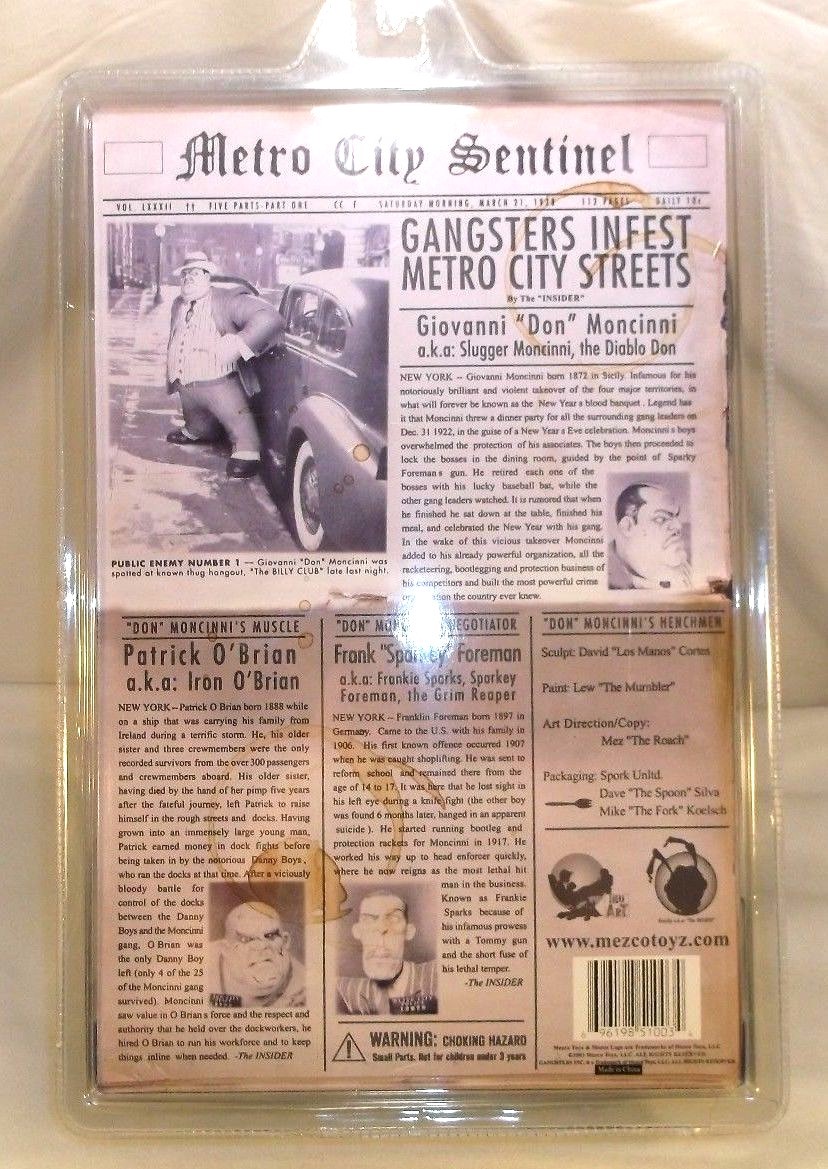 Metro City Sentinel
VOL. LXXXII †† FIVE PARTS-PART ONE CC F SATURDAY MORNING, MARCH 21, 112 PAGES DAILY 10c
GANGSTERS INFEST
METRO CITY STREETS
By The "INSIDER"
Giovanni "Don" Moncinni
a.k.a: Slugger Moncinni, the Diablo Don
NEW YORK -- Giovanni Moncinni born 1872 in Sicily. Infamous for his
notoriously brilliant and violent takeover of the four major territories, in
what will forever be known as the New Year s blood banquet . Legend has
it that Moncinni threw a dinner party for all the surrounding gang leaders on
Dec. 31 1922, in the guise of a New Year s Eve celebration. Moncinni s boys
overwhelmed the protection of his associates. The boys then proceeded to
lock the bosses in the dining room, guided by the point of Sparky
Foreman s gun. He retired each one of the
bosses with his lucky baseball bat, while the
other gang leaders watched. It is rumored that when
he finished he sat down at the table, finished his
meal, and celebrated the New Year with his gang.
In the wake of this vicious takeover Moncinni
added to his already powerful organization, all the
racketeering, bootlegging and protection business of
his competitors and built the most powerful crime
the country ever knew.
PUBLIC ENEMY NUMBER 1 — Giovanni "Don" Moncinni was
spotted at known thug hangout, "The BILLY CLUB" late last night.
"DON" MONCINNI'S MUSCLE
Patrick O'Brian
a.k.a: Iron O'Brian
NEW YORK -- Patrick O Brian born 1888 while
on a ship that was carrying his family from
Ireland during a terrific storm. He, his older
sister and three crewmembers were the only
recorded survivors from the over 300 passengers
and crewmembers aboard. His older sister,
having died by the hand of her pimp five years
after the fateful journey, left Patrick to raise
himself in the rough streets and docks. Having
grown into an immensely large young man,
Patrick earned money in dock fights before
being taken in by the notorious Danny Boys ,
who ran the docks at that time. After a viciously
bloody battle for
control of the docks
between the Danny
Boys and the Moncinni
gang, O Brian was
the only Danny Boy
left (only 4 of the 25
of the Moncinni gang
survived). Moncinni
saw value in O Brian s force and the respect and
authority that he held over the dockworkers, he
hired O Brian to run his workforce and to keep
things inline when needed. -The INSIDER
"DON" NEGOTIATOR
Frank "Sparkey" Foreman
a.k.a: Frankie Sparks, Sparkey
Foreman, the Grim Reaper
NEW YORK -- Franklin Foreman born 1897 in
Germany. Came to the U.S. with his family in
1906. His first known offence occurred 1907
when he was caught shoplifting. He was sent to
reform school and remained there from the
age of 14 to 17. It was here that he lost sight in
his left eye during a knife fight (the other boy
was found 6 months later, hanged in an apparent
suicide ). He started running bootleg and
protection rackets for Moncinni in 1917. He
worked his way up to head enforcer quickly,
where he now reigns as the most lethal hit
man in the business.
Known as Frankie
Sparks because of
his infamous prowess
with a Tommy gun
and the short fuse of
his lethal temper.
-The INSIDER
WARNING: CHOKING HAZARD
Small Parts. Not for children under 3 years
"DON" MONCINNI'S HENCHMEN
Sculpt: David "Los Manos" Cortes
Paint: Lew "The Mumbler"
Art Direction/Copy:
Mez "The Roach"
Packaging: Spork Unltd.
Dave "The Spoon" Silva
Mike "The Fork" Koelsch
www.mezcotoyz.com
6 96198 51003 4
Mezco Toyz & Mezco Logo are Trademarks of Mezco Toyz, LLC
Made in China